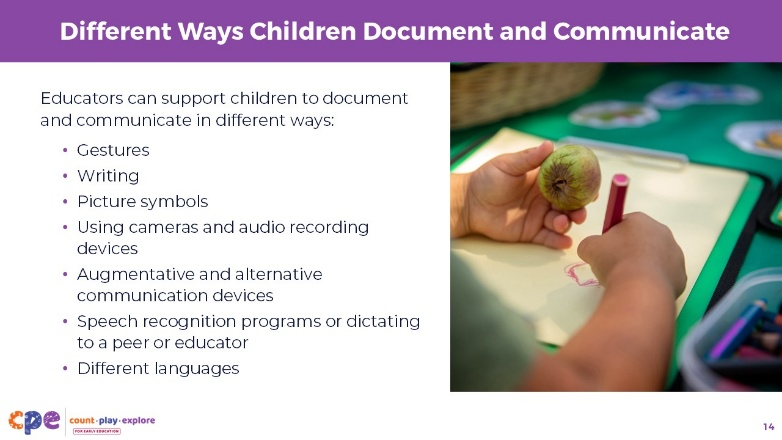 Different Ways Children Document and Communicate
Educators can support children to document
and communicate in different ways:
• Gestures
• Writing
• Picture symbols
• Using cameras and audio recording
devices
• Augmentative and alternative
communication devices
• Speech recognition programs or dictating
to a peer or educator
• Different languages
cpe
count·play·explore
FOR EARLY EDUCATION
14